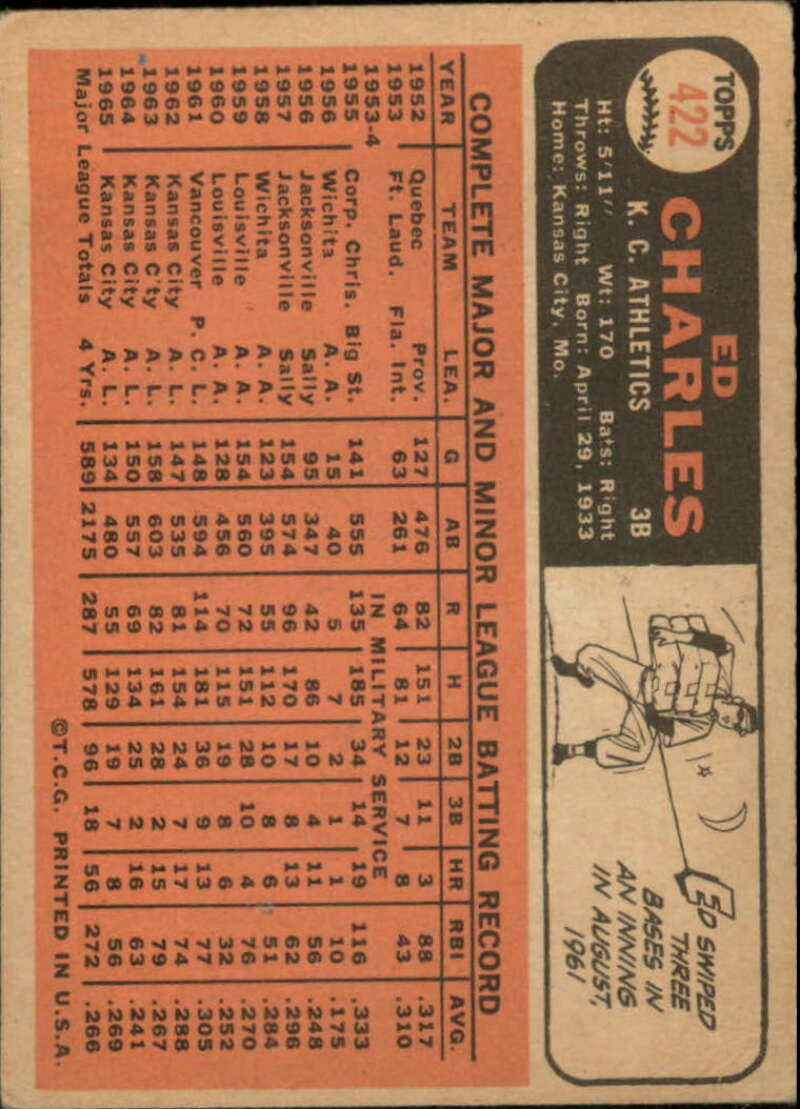 TOPPS
422
ED
CHARLES
K. C. ATHLETICS 3B
Ht: 5'11" Wt: 170 Bats: Right
Throws: Right Born: April 29, 1933
Home: Kansas City, Mo.
ED SWIPED
THREE
BASES IN
AN INNING
IN AUGUST,
1961
COMPLETE MAJOR AND MINOR LEAGUE BATTING RECORD
YEAR TEAM LEA. G AB R H 2B 3B HR RBI AVG.
1952 Quebec Prov. 127 476 82 151 23 11 3 88 .317
1953 Ft. Laud. Fla. Int. 63 261 64 81 12 7 8 43 .310
1953-4 IN MILITARY SERVICE
1955 Corp. Chris. Big St. 141 555 135 185 34 14 19 116 .333
1956 Wichita A. A. 15 40 5 7 2 1 1 10 .175
1956 Jacksonville Sally 95 347 42 86 10 4 11 56 .248
1957 Jacksonville Sally 154 574 96 170 17 8 13 62 .296
1958 Wichita A. A. 123 395 55 112 10 8 6 51 .284
1959 Louisville A. A. 154 560 72 151 28 10 4 76 .270
1960 Louisville A. A. 128 456 70 115 19 8 6 32 .252
1961 Vancouver P. C. L. 148 594 114 181 36 9 13 77 .305
1962 Kansas City A. L. 147 535 81 154 24 7 17 74 .288
1963 Kansas C'ty A. L. 158 603 82 161 28 2 15 79 .267
1964 Kansas City A. L. 150 557 69 134 25 2 16 63 .241
1965 Kansas City A. L. 134 480 55 129 19 7 8 56 .269
Major League Totals 4 Yrs. 589 2175 287 578 96 18 56 272 .266
©T.C.G. PRINTED IN U.S.A.